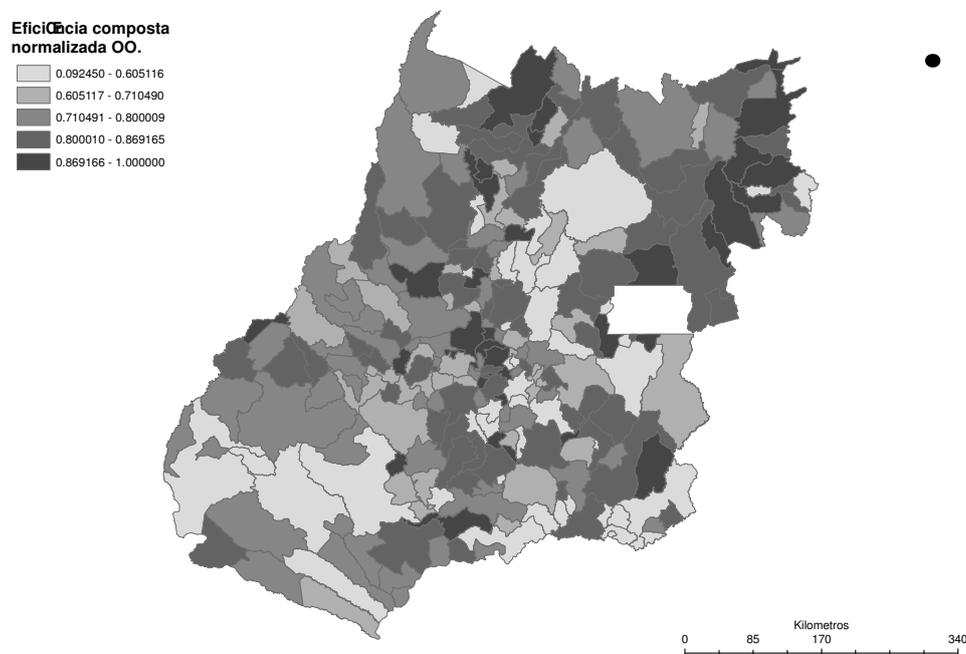 EficiŒncia composta
normalizada OO.
0.092450 - 0.605116
0.605117 - 0.710490
0.710491 - 0.800009
0.800010 - 0.869165
0.869166 - 1.000000
Kilometros
0 85 170 340